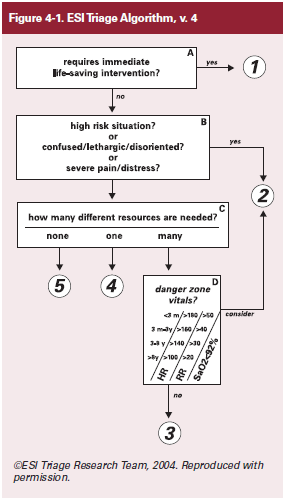 Figure 4-1. ESI Triage Algorithm, v. 4
A
requires immediate
life-saving intervention?
yes
1
no
B
high risk situation?
or
confused/lethargic/disoriented?
or
severe pain/distress?
yes
2
C
how many different resources are needed?
none one many
5
4
D
danger zone
vitals?
<3 m >180 >50
3 m-3y >160 >40
3-8 y >140 >30
>8y >100 >20
HR RR SaO2<92%
consider
no
3
©ESI Triage Research Team, 2004. Reproduced with
permission.